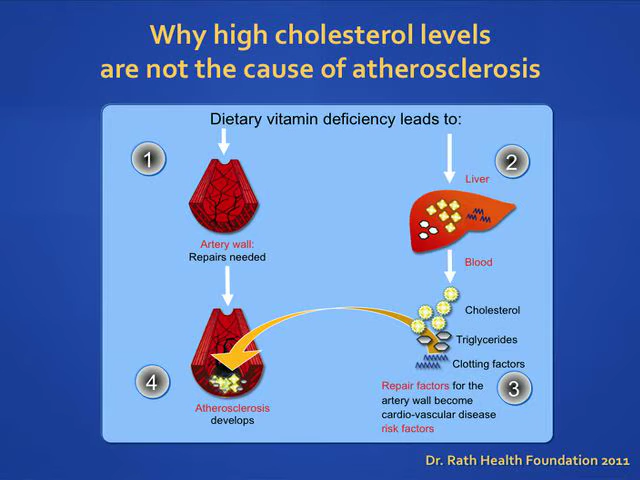 Why high cholesterol levels
are not the cause of atherosclerosis
Dietary vitamin deficiency leads to:
1
2
Liver
Artery wall:
Repairs needed
Blood
Cholesterol
Triglycerides
Clotting factors
4
3
Repair factors for the
artery wall become
cardio-vascular disease
risk factors
Atherosclerosis
develops
Dr. Rath Health Foundation 2011